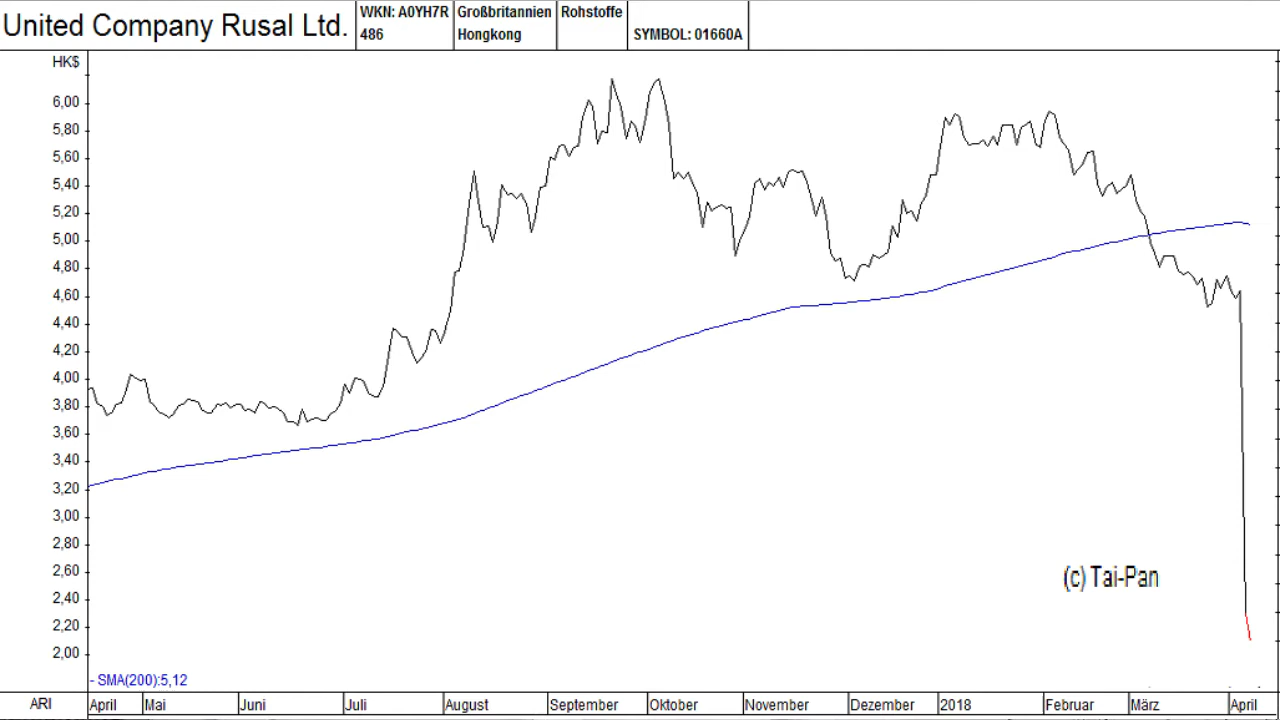 United Company Rusal Ltd.
WKN: A0YH7R
486
Großbritannien
Hongkong
Rohstoffe
SYMBOL: 01660A
HK$
6,00
5,80
5,60
5,40
5,20
5,00
4,80
4,60
4,40
4,20
4,00
3,80
3,60
3,40
3,20
3,00
2,80
2,60
2,40
2,20
2,00
(c) Tai-Pan
- SMA(200):5,12
ARI April Mai Juni Juli August September Oktober November Dezember 2018 Februar März April